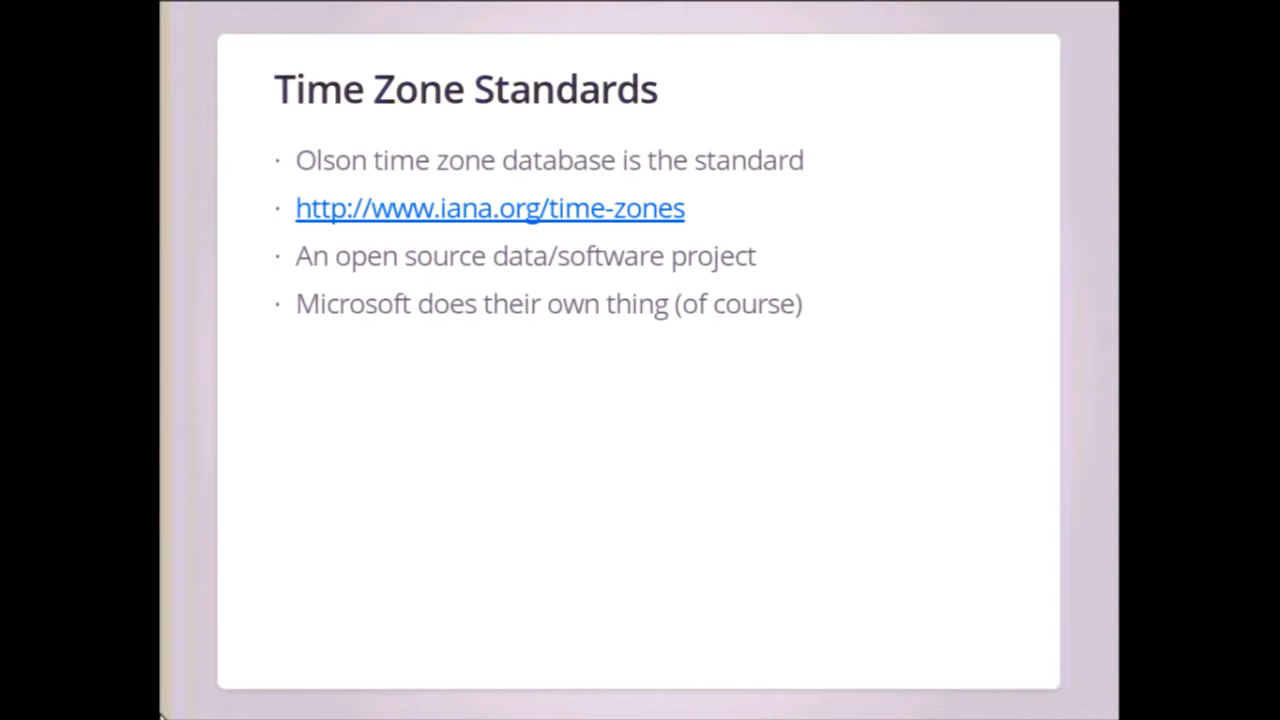 Time Zone Standards
· Olson time zone database is the standard
· http://www.iana.org/time-zones
· An open source data/software project
· Microsoft does their own thing (of course)